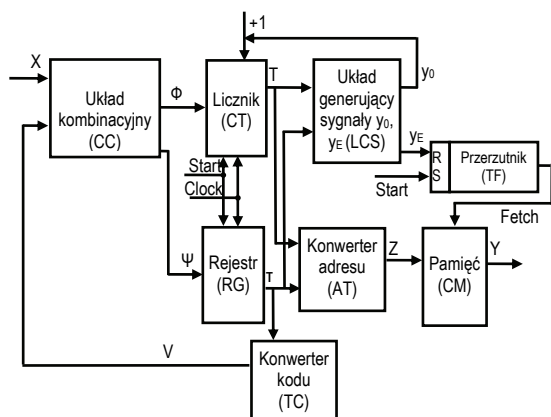 +1
X
Układ
kombinacyjny
(CC)
Φ
Licznik
(CT)
T
Układ
generujący
sygnały y0,
yE (LCS)
y0
yE
R
S
Przerzutnik
(TF)
Start
Clock
Start
Fetch
Ψ
Rejestr
(RG)
τ
Konwerter
adresu
(AT)
Z
Pamięć
(CM)
Y
V
Konwerter
kodu
(TC)